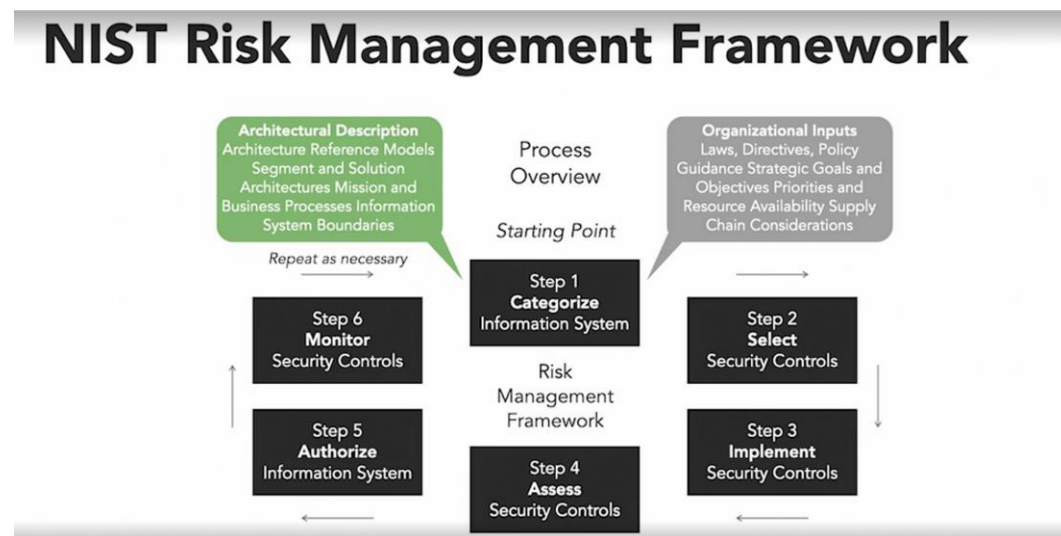 NIST Risk Management Framework
Architectural Description
Architecture Reference Models
Segment and Solution
Architectures Mission and
Business Processes Information
System Boundaries
Process
Overview
Starting Point
Organizational Inputs
Laws, Directives, Policy
Guidance Strategic Goals and
Objectives Priorities and
Resource Availability Supply
Chain Considerations
Repeat as necessary
Step 1
Categorize
Information System
Step 2
Select
Security Controls
Step 3
Implement
Security Controls
Step 4
Assess
Security Controls
Step 5
Authorize
Information System
Step 6
Monitor
Security Controls
Risk
Management
Framework